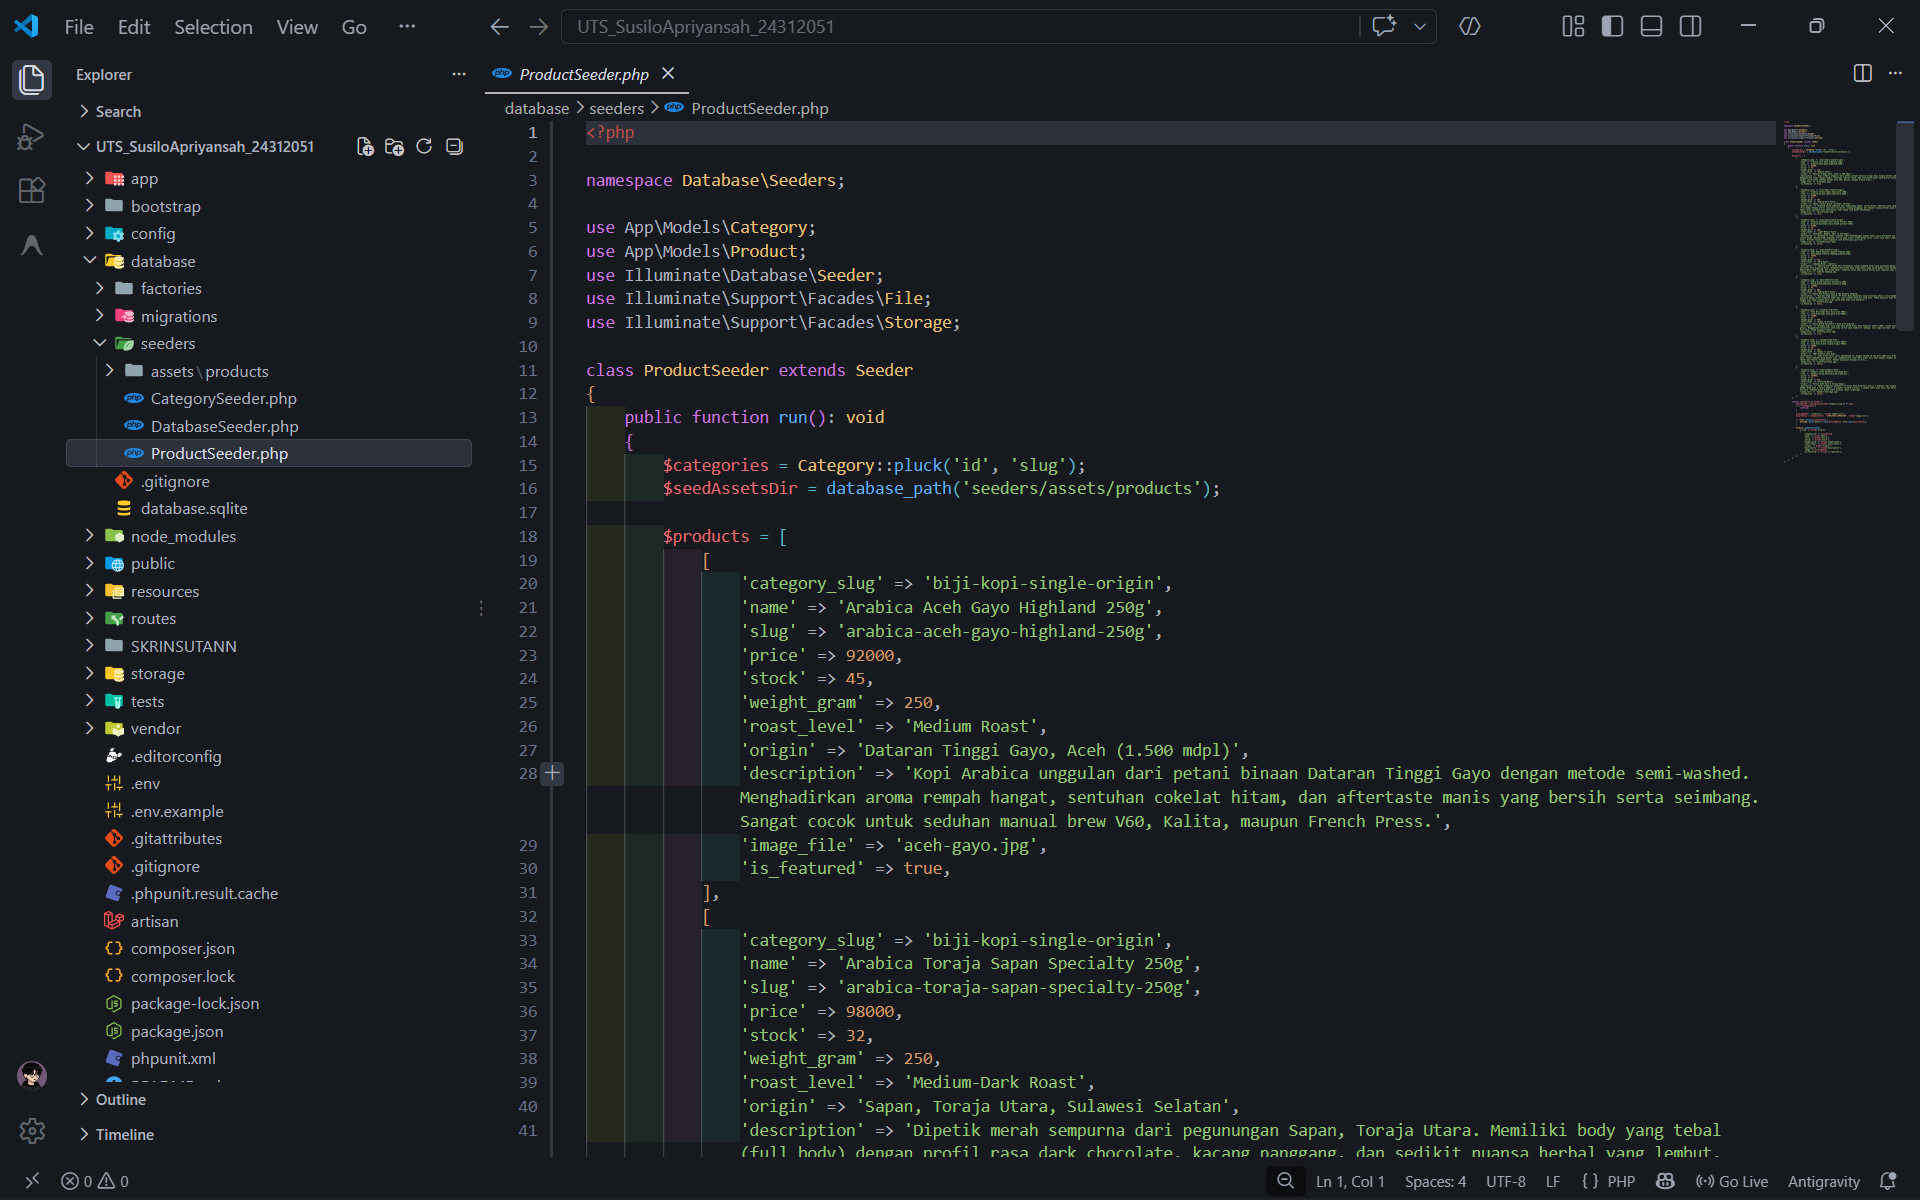 File Edit Selection View Go
UTS_SusiloApriyansah_24312051
Explorer
Search
UTS_SusiloApriyansah_24312051
app
bootstrap
config
database
factories
migrations
seeders
assets\products
CategorySeeder.php
DatabaseSeeder.php
ProductSeeder.php
.gitignore
database.sqlite
node_modules
public
resources
routes
SKRINSUTANN
storage
tests
vendor
.editorconfig
.env
.env.example
.gitattributes
.gitignore
.phpunit.result.cache
artisan
composer.json
composer.lock
package-lock.json
package.json
phpunit.xml
Outline
Timeline
ProductSeeder.php
database > seeders > ProductSeeder.php
1 <?php
2
3 namespace Database\Seeders;
4
5 use App\Models\Category;
6 use App\Models\Product;
7 use Illuminate\Database\Seeder;
8 use Illuminate\Support\Facades\File;
9 use Illuminate\Support\Facades\Storage;
10
11 class ProductSeeder extends Seeder
12 {
13 public function run(): void
14 {
15 $categories = Category::pluck('id', 'slug');
16 $seedAssetsDir = database_path('seeders/assets/products');
17
18 $products = [
19 [
20 'category_slug' => 'biji-kopi-single-origin',
21 'name' => 'Arabica Aceh Gayo Highland 250g',
22 'slug' => 'arabica-aceh-gayo-highland-250g',
23 'price' => 92000,
24 'stock' => 45,
25 'weight_gram' => 250,
26 'roast_level' => 'Medium Roast',
27 'origin' => 'Dataran Tinggi Gayo, Aceh (1.500 mdpl)',
28 'description' => 'Kopi Arabica unggulan dari petani binaan Dataran Tinggi Gayo dengan metode semi-washed.
Menghadirkan aroma rempah hangat, sentuhan cokelat hitam, dan aftertaste manis yang bersih serta seimbang.
Sangat cocok untuk seduhan manual brew V60, Kalita, maupun French Press.',
29 'image_file' => 'aceh-gayo.jpg',
30 'is_featured' => true,
31 ],
32 [
33 'category_slug' => 'biji-kopi-single-origin',
34 'name' => 'Arabica Toraja Sapan Specialty 250g',
35 'slug' => 'arabica-toraja-sapan-specialty-250g',
36 'price' => 98000,
37 'stock' => 32,
38 'weight_gram' => 250,
39 'roast_level' => 'Medium-Dark Roast',
40 'origin' => 'Sapan, Toraja Utara, Sulawesi Selatan',
41 'description' => 'Dipetik merah sempurna dari pegunungan Sapan, Toraja Utara. Memiliki body yang tebal
(full body) dengan profil rasa dark chocolate, kacang panggang, dan sedikit nuansa herbal yang lembut.
0 0
Ln 1, Col 1 Spaces: 4 UTF-8 LF { } PHP Go Live Antigravity